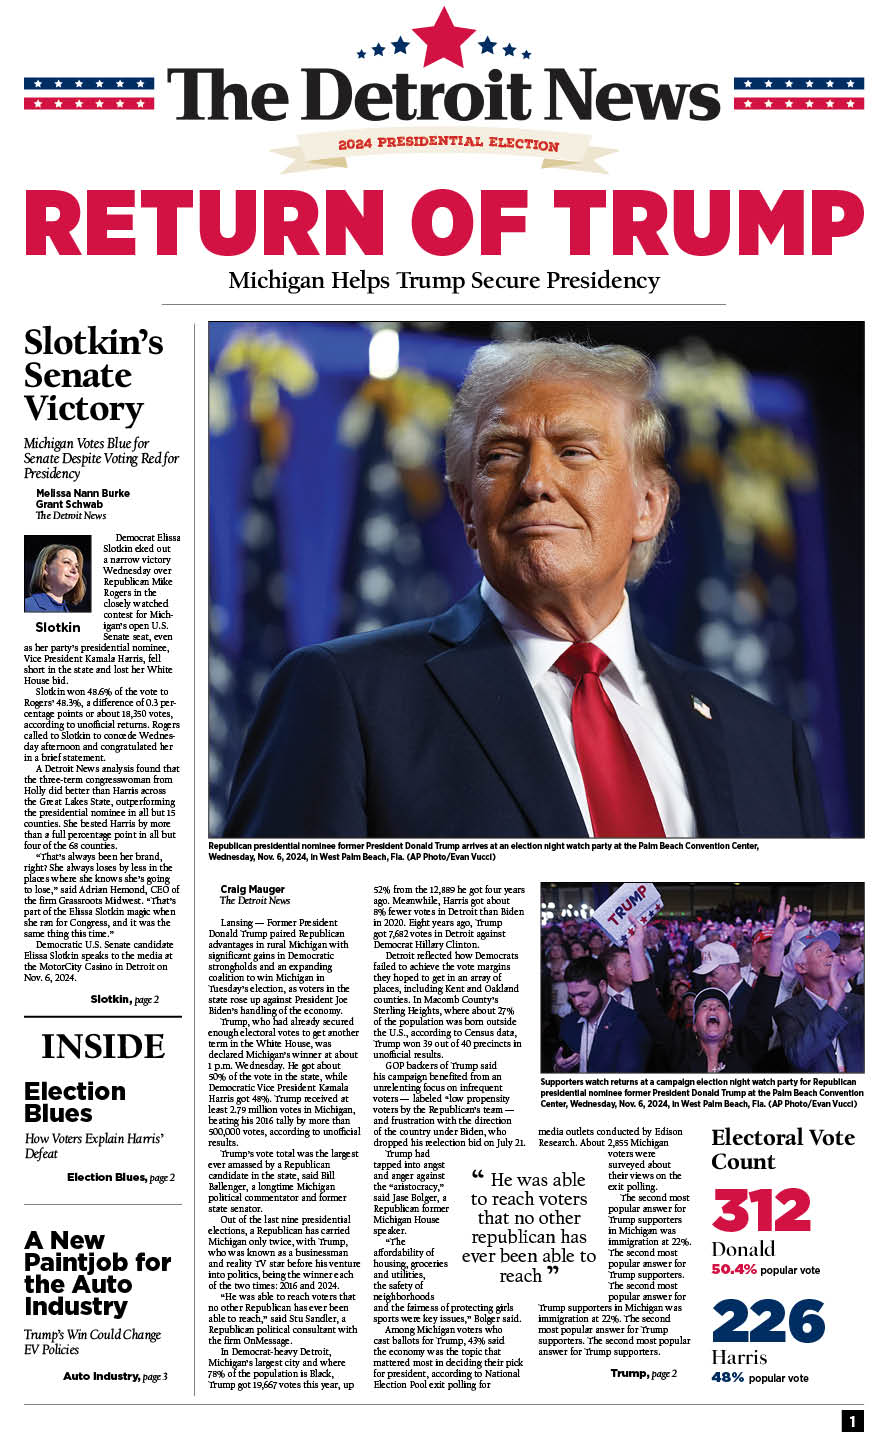 The Detroit News
2024 PRESIDENTIAL ELECTION
RETURN OF TRUMP
Michigan Helps Trump Secure Presidency
Slotkin's
Senate
Victory
Michigan Votes Blue for
Senate Despite Voting Red for
Presidency
Melissa Nann Burke
Grant Schwab
The Detroit News
Democrat Elissa
Slotkin eked out
a narrow victory
Wednesday over
Republican Mike
Rogers in the
closely watched
contest for Mich-
igan's open U.S.
Senate seat, even
Slotkin
as her party's presidential nominee,
Vice President Kamala Harris, fell
short in the state and lost her White
House bid.
Slotkin won 48.6% of the vote to
Rogers' 48.3%, a difference of 0.3 per-
centage points or about 18,350 votes,
according to unofficial returns. Rogers
called to Slotkin to concede Wednes-
day afternoon and congratulated her
in a brief statement.
A Detroit News analysis found that
the three-term congresswoman from
Holly did better than Harris across
the Great Lakes State, outperforming
the presidential nominee in all but 15
counties. She bested Harris by more
than a full percentage point in all but
four of the 68 counties.
"That's always been her brand,
right? She always loses by less in the
places where she knows she's going
to lose," said Adrian Hemond, CEO of
the firm Grassroots Midwest. "That's
part of the Elissa Slotkin magic when
she ran for Congress, and it was the
same thing this time."
Democratic U.S. Senate candidate
Elissa Slotkin speaks to the media at
the MotorCity Casino in Detroit on
Nov. 6, 2024.
Slotkin, page 2
INSIDE
Election
Blues
How Voters Explain Harris'
Defeat
Election Blues, page 2
A New
Paintjob for
the Auto
Industry
Trump's Win Could Change
EV Policies
Auto Industry, page 3
Republican presidential nominee former President Donald Trump arrives at an election night watch party at the Palm Beach Convention Center,
Wednesday, Nov. 6, 2024, in West Palm Beach, Fla. (AP Photo/Evan Vucci)
Craig Mauger
The Detroit News
Lansing — Former President
Donald Trump paired Republican
advantages in rural Michigan with
significant gains in Democratic
strongholds and an expanding
coalition to win Michigan in
Tuesday's election, as voters in the
state rose up against President Joe
Biden's handling of the economy.
Trump, who had already secured
enough electoral votes to get another
term in the White House, was
declared Michigan's winner at about
1 p.m. Wednesday. He got about
50% of the vote in the state, while
Democratic Vice President Kamala
Harris got 48%. Trump received at
least 2.79 million votes in Michigan,
beating his 2016 tally by more than
500,000 votes, according to unofficial
results.
Trump's vote total was the largest
ever amassed by a Republican
candidate in the state, said Bill
Ballenger, a longtime Michigan
political commentator and former
state senator.
Out of the last nine presidential
elections, a Republican has carried
Michigan only twice, with Trump,
who was known as a businessman
and reality TV star before his venture
into politics, being the winner each
of the two times: 2016 and 2024.
"He was able to reach voters that
no other Republican has ever been
able to reach," said Stu Sandler, a
Republican political consultant with
the firm OnMessage.
In Democrat-heavy Detroit,
Michigan's largest city and where
78% of the population is Black,
Trump got 19,667 votes this year, up
52% from the 12,889 he got four years
ago. Meanwhile, Harris got about
8% fewer votes in Detroit than Biden
in 2020. Eight years ago, Trump
got 7,682 votes in Detroit against
Democrat Hillary Clinton.
Detroit reflected how Democrats
failed to achieve the vote margins
they hoped to get in an array of
places, including Kent and Oakland
counties. In Macomb County's
Sterling Heights, where about 27%
of the population was born outside
the U.S., according to Census data,
Trump won 39 out of 40 precincts in
unofficial results.
GOP backers of Trump said
his campaign benefited from an
unrelenting focus on infrequent
voters — labeled "low propensity
voters by the Republican's team —
and frustration with the direction
of the country under Biden, who
dropped his reelection bid on July 21.
Trump had
tapped into angst
and anger against
the "aristocracy,"
said Jase Bolger, a
Republican former
Michigan House
speaker.
"The
affordability of
housing, groceries
and utilities,
the safety of
neighborhoods
and the fairness of protecting girls
sports were key issues," Bolger said.
Among Michigan voters who
cast ballots for Trump, 43% said
the economy was the topic that
mattered most in deciding their pick
for president, according to National
Election Pool exit polling for
“ He was able
to reach voters
that no other
republican has
ever been able to
reach ”
TRUMP
Supporters watch returns at a campaign election night watch party for Republican
presidential nominee former President Donald Trump at the Palm Beach Convention
Center, Wednesday, Nov. 6, 2024, in West Palm Beach, Fla. (AP Photo/Evan Vucci)
media outlets conducted by Edison
Research. About 2,855 Michigan
voters were
surveyed about
their views on the
exit polling.
The second most
popular answer for
Trump supporters
in Michigan was
immigration at 22%.
The second most
popular answer for
Trump supporters.
The second most
popular answer for
Trump supporters in Michigan was
immigration at 22%. The second
most popular answer for Trump
supporters. The second most popular
answer for Trump supporters.
Trump, page 2
Electoral Vote
Count
312
Donald
50.4% popular vote
226
Harris
48% popular vote
1